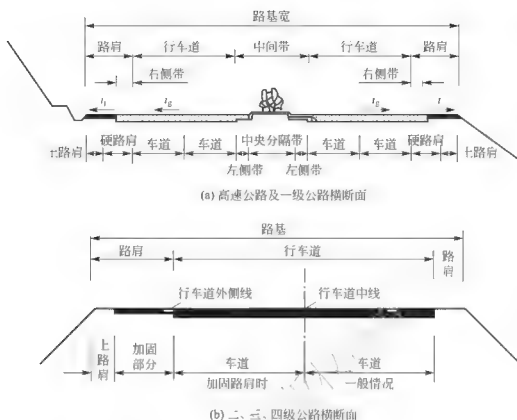 路基宽
路肩 行车道 中间带 行车道 路肩
右侧带 右侧带
i₁ i_g i_g i
土路肩 硬路肩 车道 车道 中央分隔带 车道 车道 硬路肩 土路肩
左侧带 左侧带
(a) 高速公路及一级公路横断面
路基
路肩 行车道 路肩
行车道外侧线 行车道中线
土路肩 加固部分 车道 车道
加固路肩时 一般情况
(b) 二、三、四级公路横断面